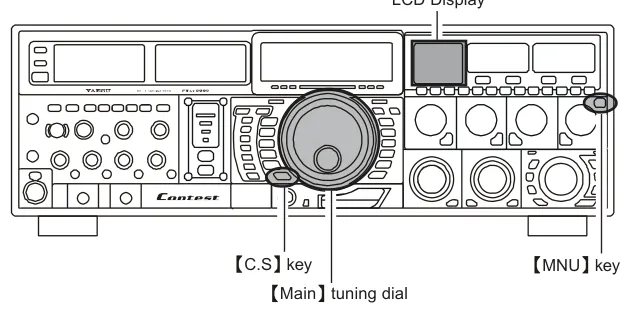 LCD Display
YAESU
Contest
【C.S】key
【MNU】key
【Main】tuning dial